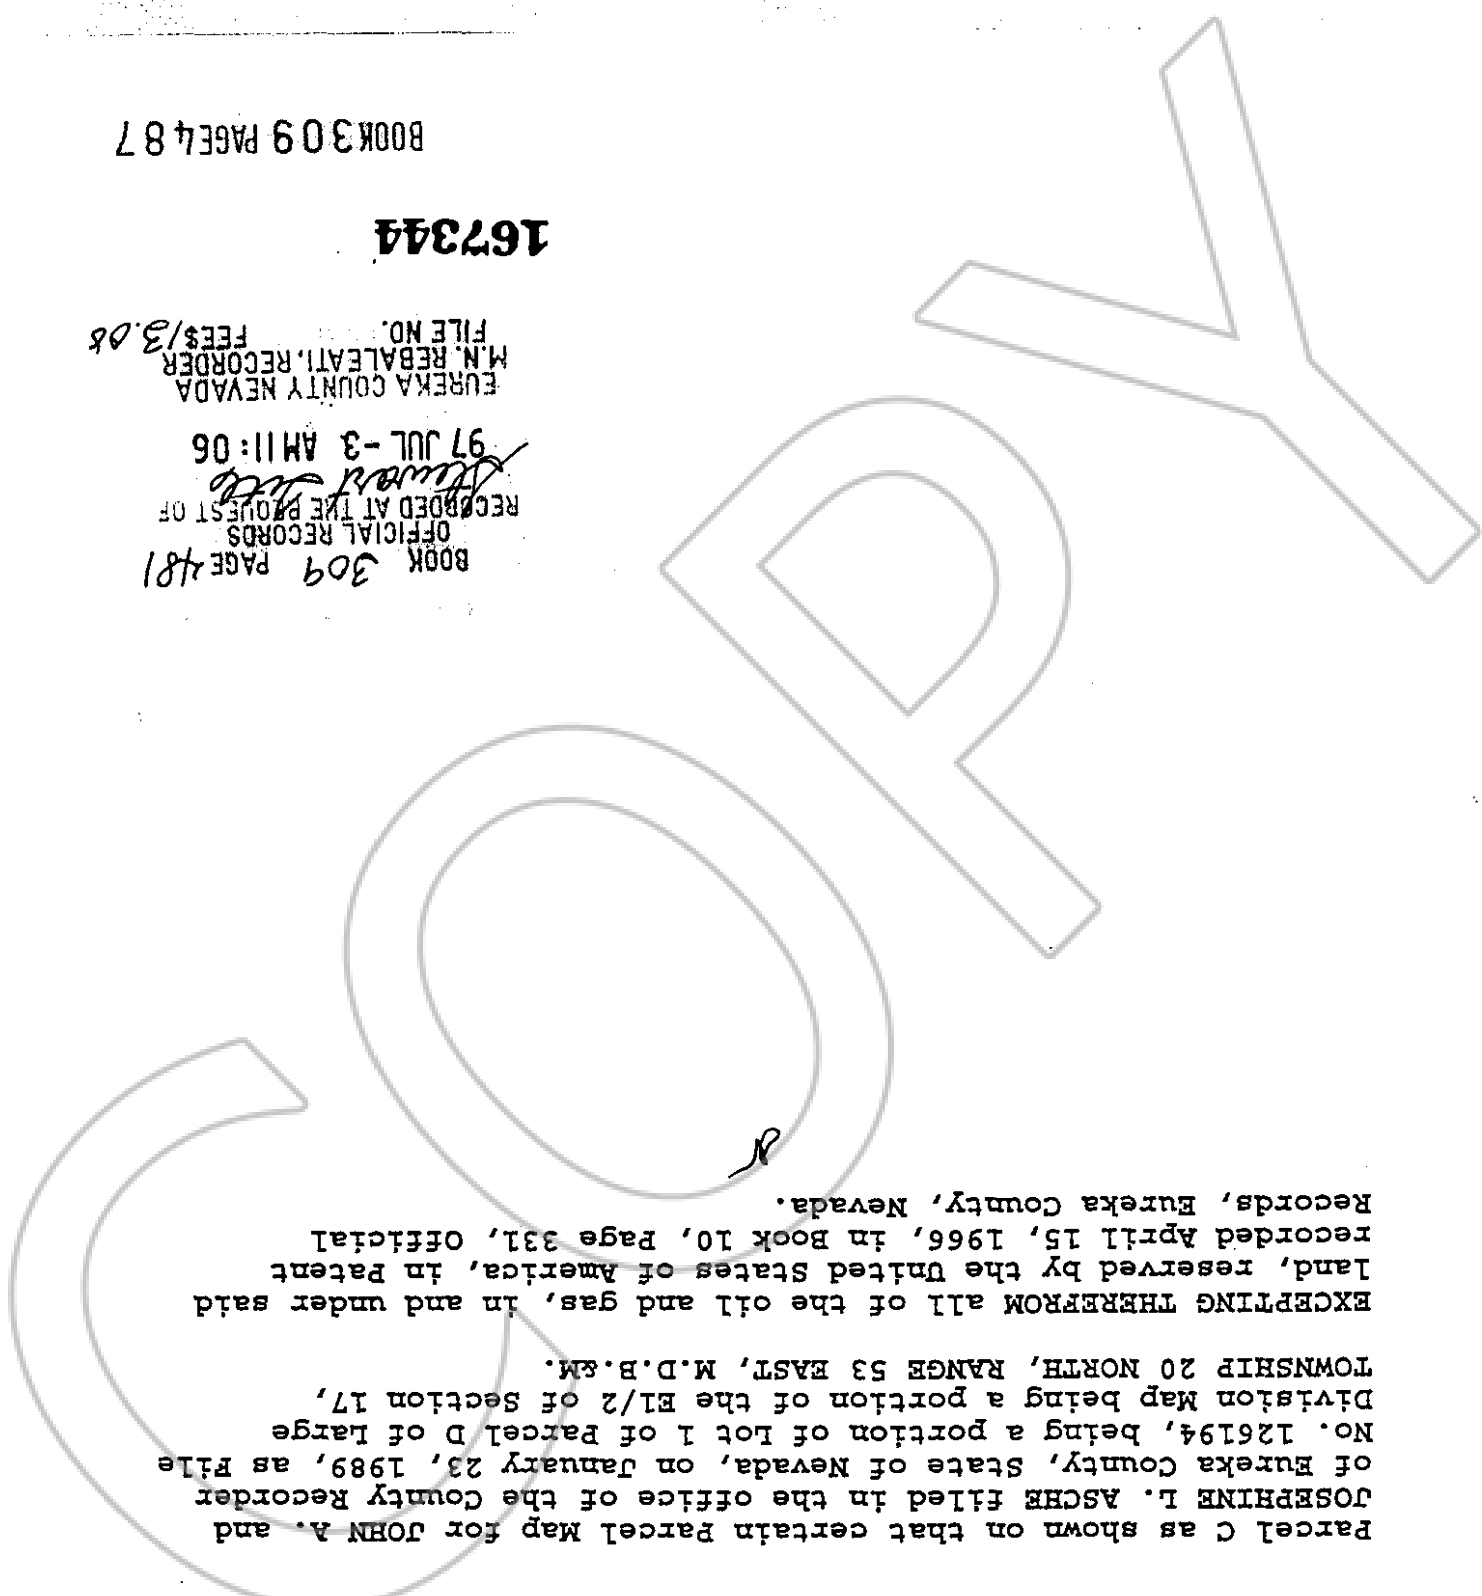 Parcel C as shown on that certain Parcel Map for JOHN A. and
JOSEPHINE L. ASCHE filed in the office of the County Recorder
of Eureka County, State of Nevada, on January 23, 1989, as File
No. 126194, being a portion of Lot 1 of Parcel D of Large
Division Map being a portion of the E1/2 of Section 17,
TOWNSHIP 20 NORTH, RANGE 53 EAST, M.D.B.&M.
EXCEPTING THEREFROM all of the oil and gas, in and under said
land, reserved by the United States of America, in Patent
recorded April 15, 1966, in Book 10, Page 331, Official
Records, Eureka County, Nevada.
BOOK 309 PAGE 481
OFFICIAL RECORDS
RECORDED AT THE REQUEST OF
Stewart Title
97 JUL -3 AM 11:06
EUREKA COUNTY NEVADA
M.N. REBALEATI, RECORDER
FILE NO. FEE$ 13.00
167344
BOOK309 PAGE487
COPY